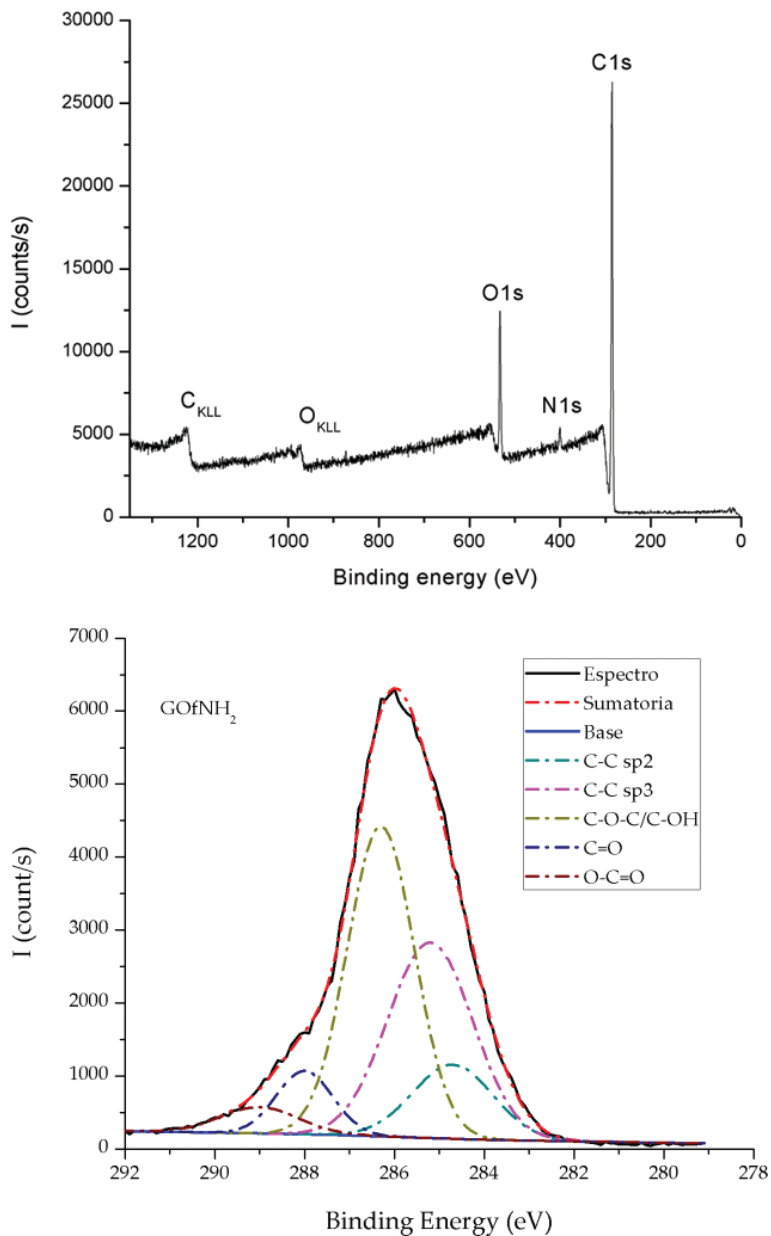 30000
25000
20000
15000
10000
5000
0
I (counts/s)
C1s
O1s
N1s
C KLL
O KLL
1200 1000 800 600 400 200 0
Binding energy (eV)
7000
6000
5000
4000
3000
2000
1000
0
I (count/s)
GOfNH₂
Espectro
Sumatoria
Base
C-C sp2
C-C sp3
C-O-C/C-OH
C=O
O-C=O
292 290 288 286 284 282 280 278
Binding Energy (eV)